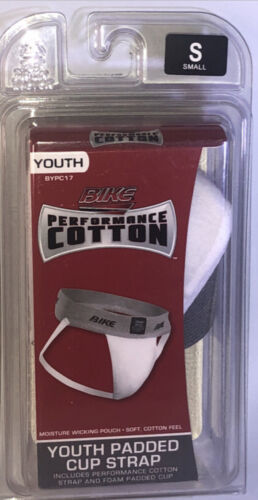 S
SMALL
YOUTH
BYPC17
BIKE
PERFORMANCE
COTTON
BIKE
MOISTURE WICKING POUCH • SOFT, COTTON FEEL
YOUTH PADDED
CUP STRAP
INCLUDES PERFORMANCE COTTON
STRAP AND FOAM PADDED CUP